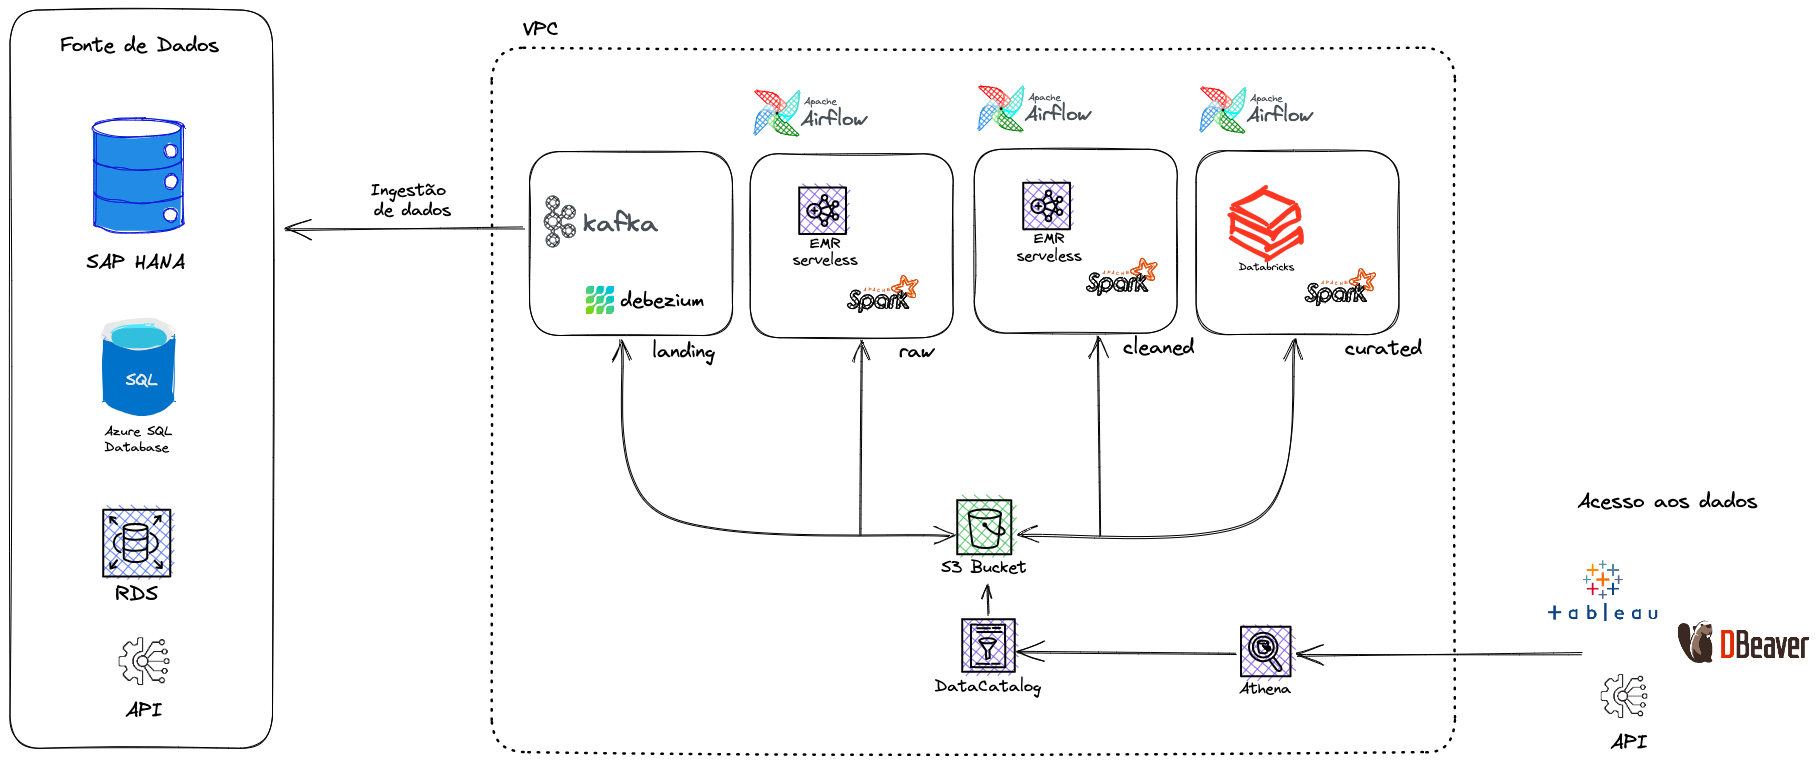 Fonte de Dados
SAP HANA
SQL
Azure SQL
Database
RDS
API
Ingestão
de dados
VPC
kafka
debezium
landing
Apache
Airflow
EMR
serveless
APACHE
Spark
raw
Apache
Airflow
EMR
serveless
APACHE
Spark
cleaned
Apache
Airflow
Databricks
APACHE
Spark
curated
S3 Bucket
DataCatalog
Athena
Acesso aos dados
tableau
DBeaver
API